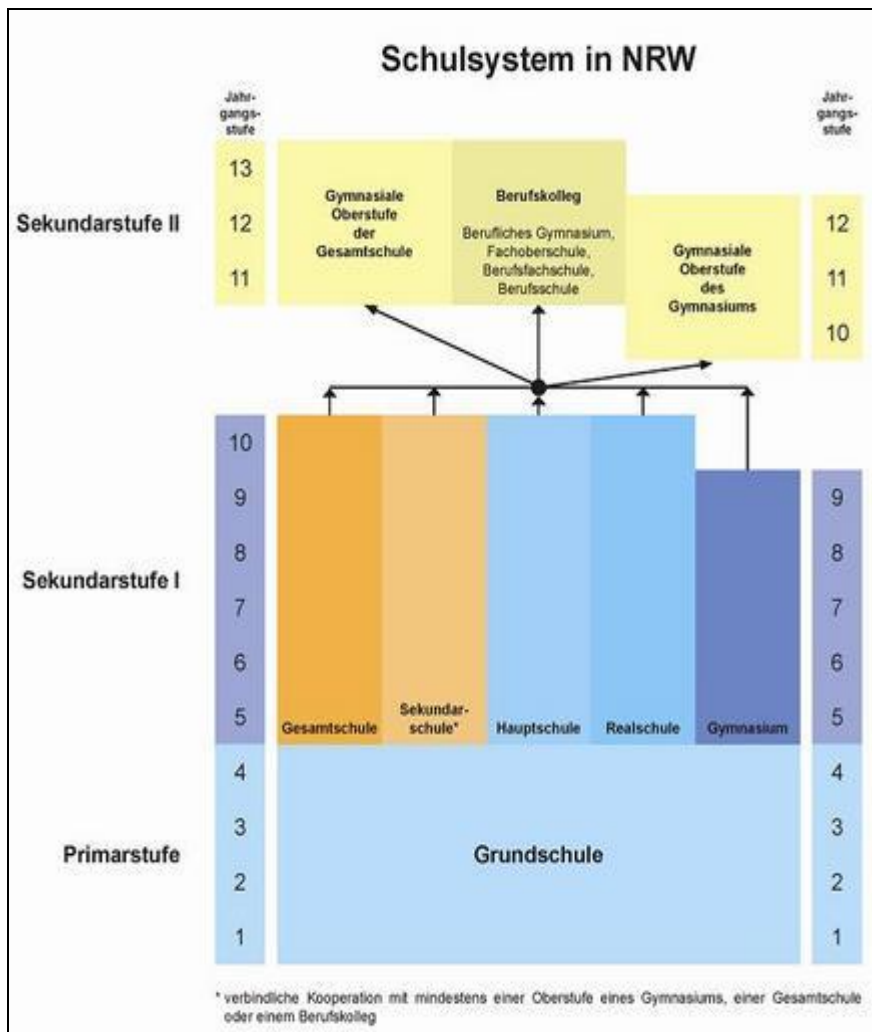 Schulsystem in NRW
Jahr-
gangs-
stufe
Jahr-
gangs-
stufe
13
Sekundarstufe II
12
11
Gymnasiale
Oberstufe
der
Gesamtschule
Berufskolleg
Berufliches Gymnasium,
Fachoberschule,
Berufsfachschule,
Berufsschule
Gymnasiale
Oberstufe
des
Gymnasiums
12
11
10
10
9
8
Sekundarstufe I
7
6
5
Gesamtschule
Sekundar-
schule*
Hauptschule
Realschule
Gymnasium
9
8
7
6
5
4
3
Primarstufe
2
1
Grundschule
4
3
2
1
* verbindliche Kooperation mit mindestens einer Oberstufe eines Gymnasiums, einer Gesamtschule
oder einem Berufskolleg